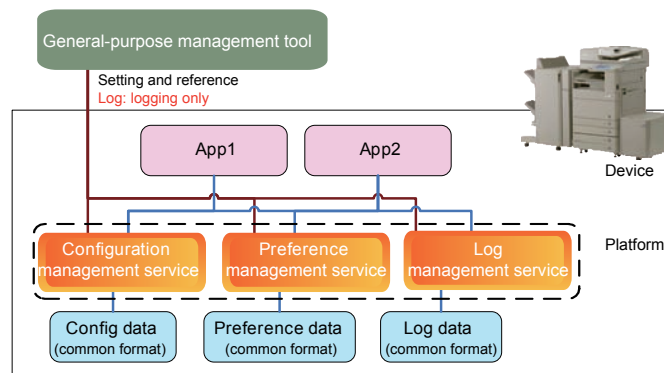 General-purpose management tool
Setting and reference
Log: logging only
App1
App2
Device
Configuration
management service
Preference
management service
Log
management service
Platform
Config data
(common format)
Preference data
(common format)
Log data
(common format)